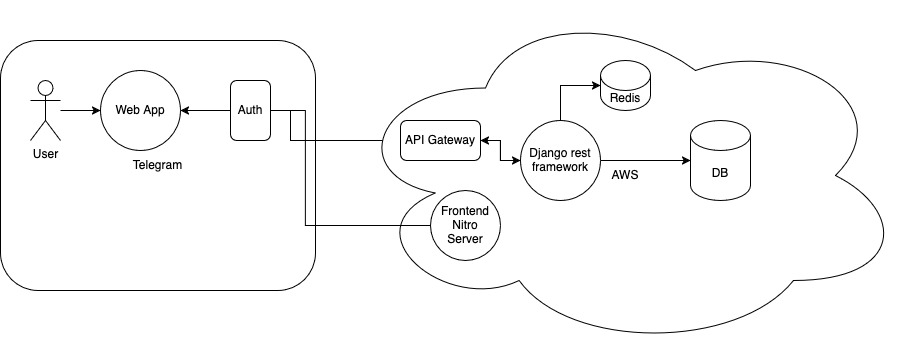 User
Web App
Auth
Telegram
API Gateway
Django rest
framework
Redis
AWS
DB
Frontend
Nitro
Server